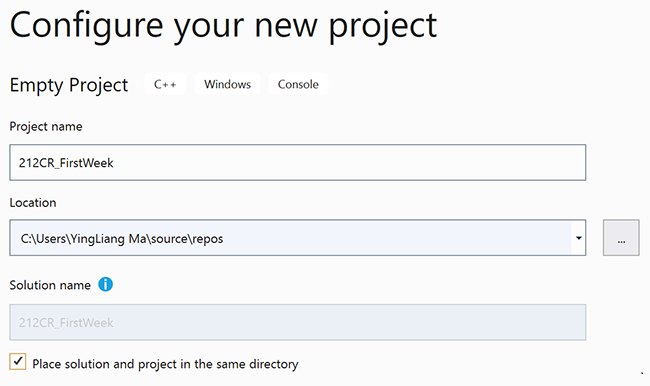 Configure your new project
Empty Project C++ Windows Console
Project name
212CR_FirstWeek
Location
C:\Users\YingLiang Ma\source\repos
...
Solution name
212CR_FirstWeek
Place solution and project in the same directory
.